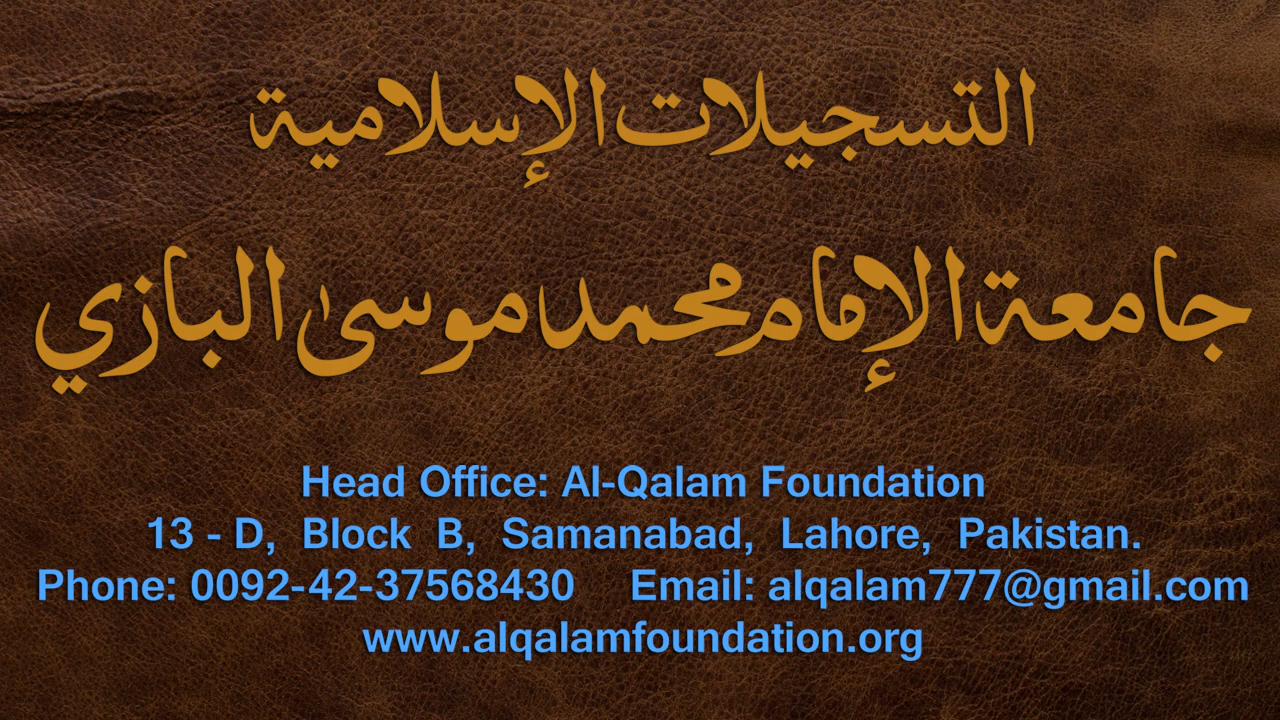 التسجيلات الإسلامية
جامعة الإمام محمد موسىٰ البازي
Head Office: Al-Qalam Foundation
13 - D, Block B, Samanabad, Lahore, Pakistan.
Phone: 0092-42-37568430 Email: alqalam777@gmail.com
www.alqalamfoundation.org